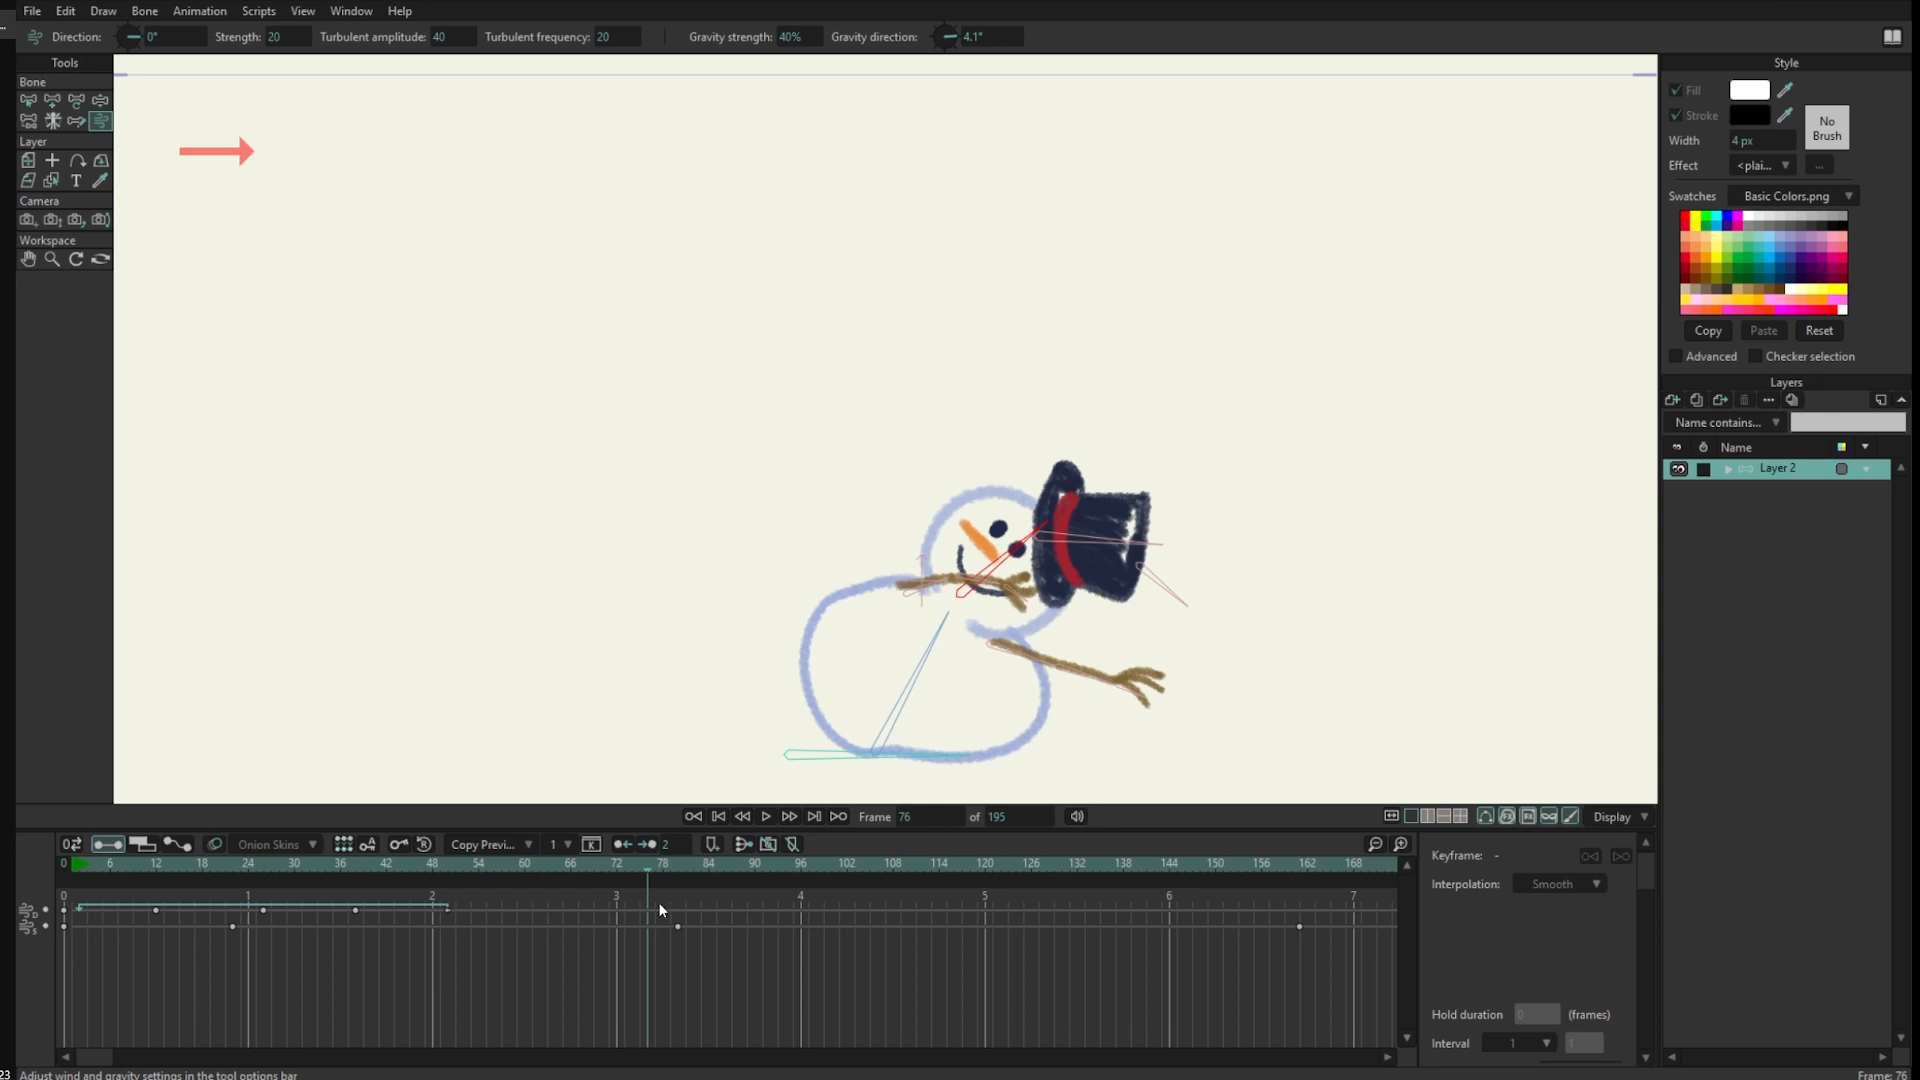 File Edit Draw Bone Animation Scripts View Window Help
Direction: 0° Strength: 20 Turbulent amplitude: 40 Turbulent frequency: 20 Gravity strength: 40% Gravity direction: 4.1°
Tools
Bone
Layer
T
Camera
Workspace
Style
Fill
Stroke
No Brush
Width 4 px
Effect <plai... ...
Swatches Basic Colors.png
Copy Paste Reset
Advanced Checker selection
Layers
Name contains...
Name
Layer 2
Frame 76 of 195
Display
Onion Skins Copy Previ... 1 K 2
0 6 12 18 24 30 36 42 48 54 60 66 72 78 84 90 96 102 108 114 120 126 132 138 144 150 156 162 168
0 1 2 3 4 5 6 7
D
S
Keyframe: -
Interpolation: Smooth
Hold duration 0 (frames)
Interval 1 1
23 Adjust wind and gravity settings in the tool options bar
Frame: 76